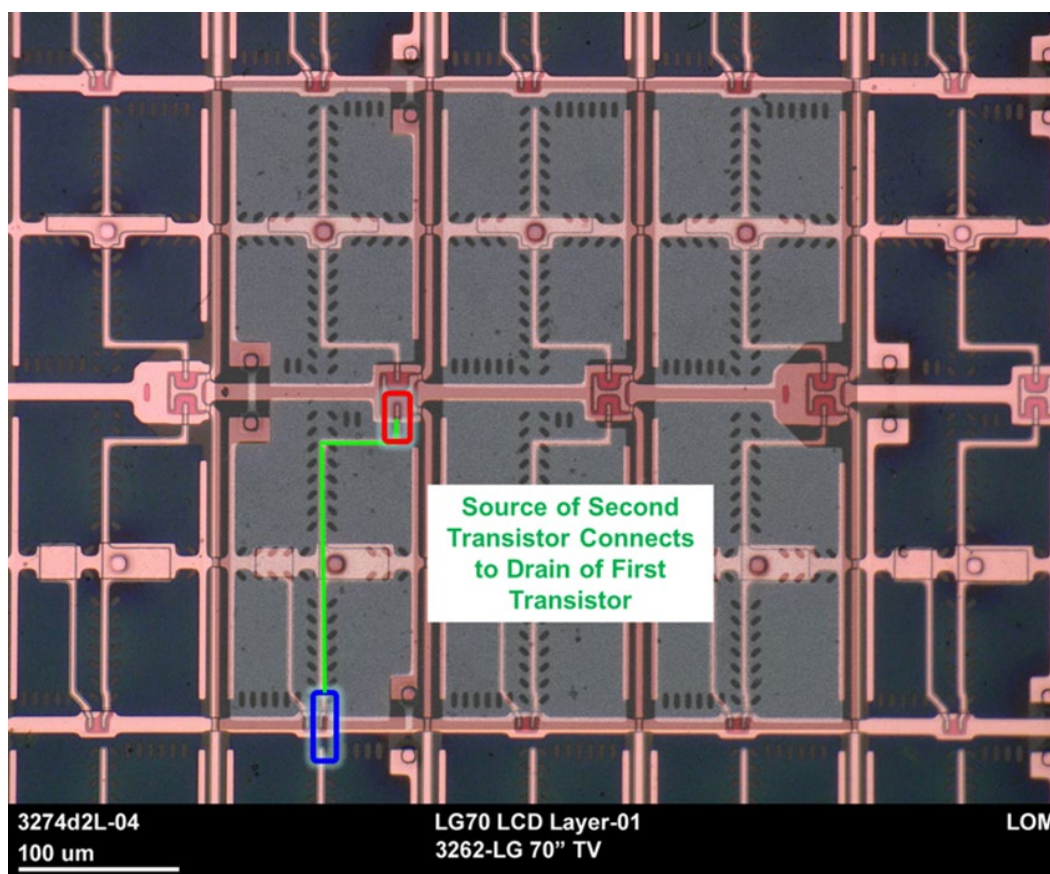 Source of Second
Transistor Connects
to Drain of First
Transistor
3274d2L-04
LG70 LCD Layer-01
LOM
100 um
3262-LG 70” TV